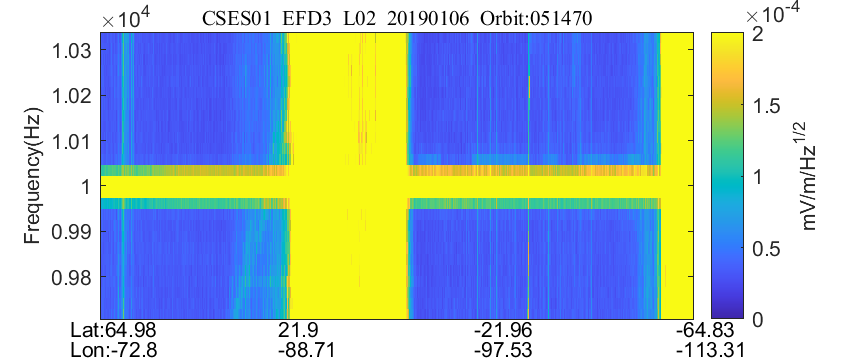 CSES01 EFD3 L02 20190106 Orbit:051470
×10^4
×10^-4
1.03
1.02
1.01
1
0.99
0.98
Frequency(Hz)
2
1.5
1
0.5
0
mV/m/Hz^1/2
Lat:64.98 21.9 -21.96 -64.83
Lon:-72.8 -88.71 -97.53 -113.31